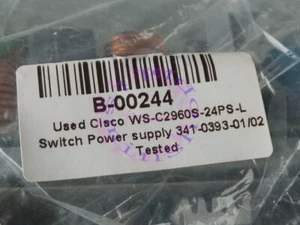 B-00244
Used Cisco WS-C2960S-24PS-L
Switch Power supply 341-0393-01/02
Tested